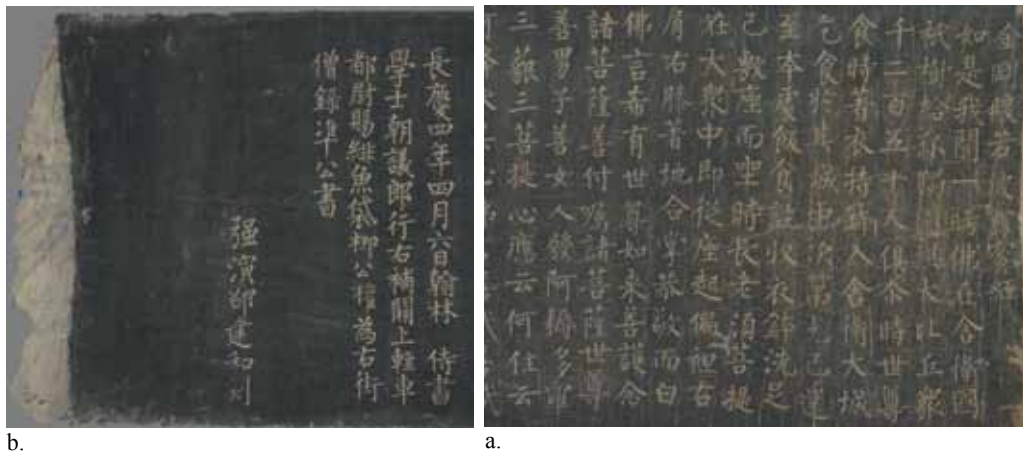 金剛般若波羅蜜經
如是我聞一時佛在舍衛國
祇樹給孤獨園與大比丘眾
千二百五十人俱尒時世尊
食時著衣持鉢入舍衛大城
乞食於其城中次第乞已還
至本處飯食訖收衣鉢洗足
已敷座而坐時長老須菩提
在大眾中即從座起偏袒右
肩右膝著地合掌恭敬而白
佛言希有世尊如來善護念
諸菩薩善付囑諸菩薩世尊
善男子善女人發阿耨多羅
三藐三菩提心應云何住云
a.
長慶四年四月六日翰林 侍書
學士朝議郎行右補闕上輕車
都尉賜緋魚袋柳公權為右街
僧錄準公書
強演邵建和刻
b.